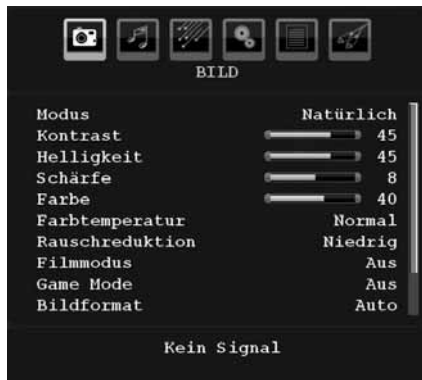 BILD
Modus Natürlich
Kontrast 45
Helligkeit 45
Schärfe 8
Farbe 40
Farbtemperatur Normal
Rauschreduktion Niedrig
Filmmodus Aus
Game Mode Aus
Bildformat Auto
Kein Signal